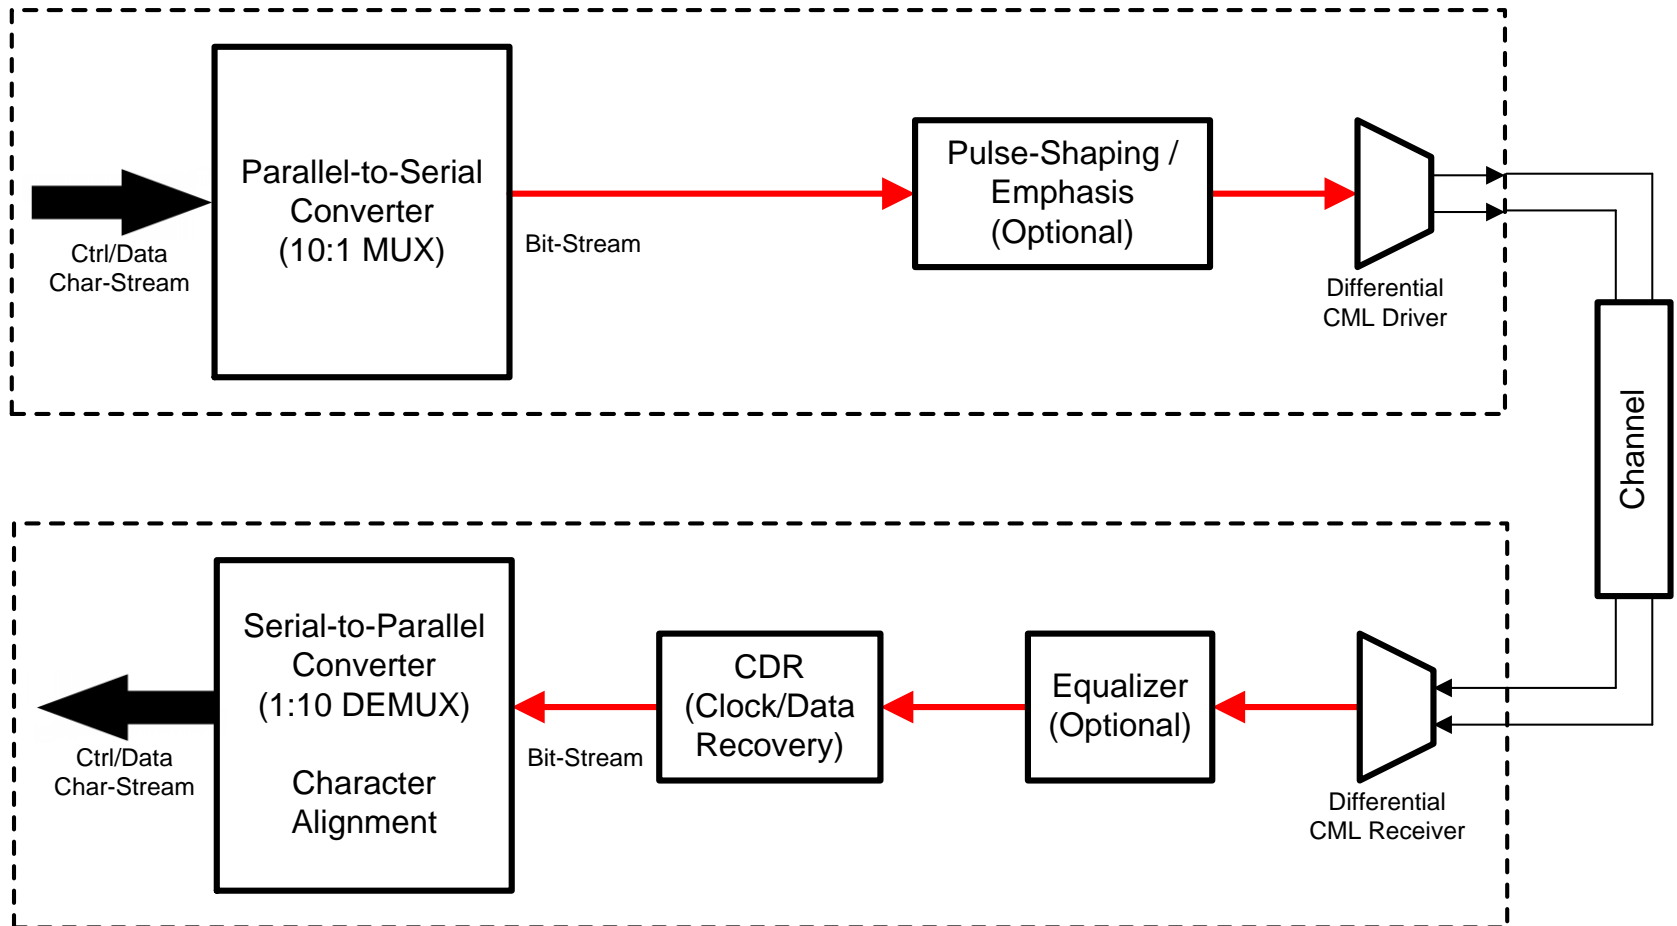 Parallel-to-Serial
Converter
(10:1 MUX)
Ctrl/Data
Char-Stream
Bit-Stream
Pulse-Shaping /
Emphasis
(Optional)
Differential
CML Driver
Channel
Serial-to-Parallel
Converter
(1:10 DEMUX)
Character
Alignment
Ctrl/Data
Char-Stream
Bit-Stream
CDR
(Clock/Data
Recovery)
Equalizer
(Optional)
Differential
CML Receiver